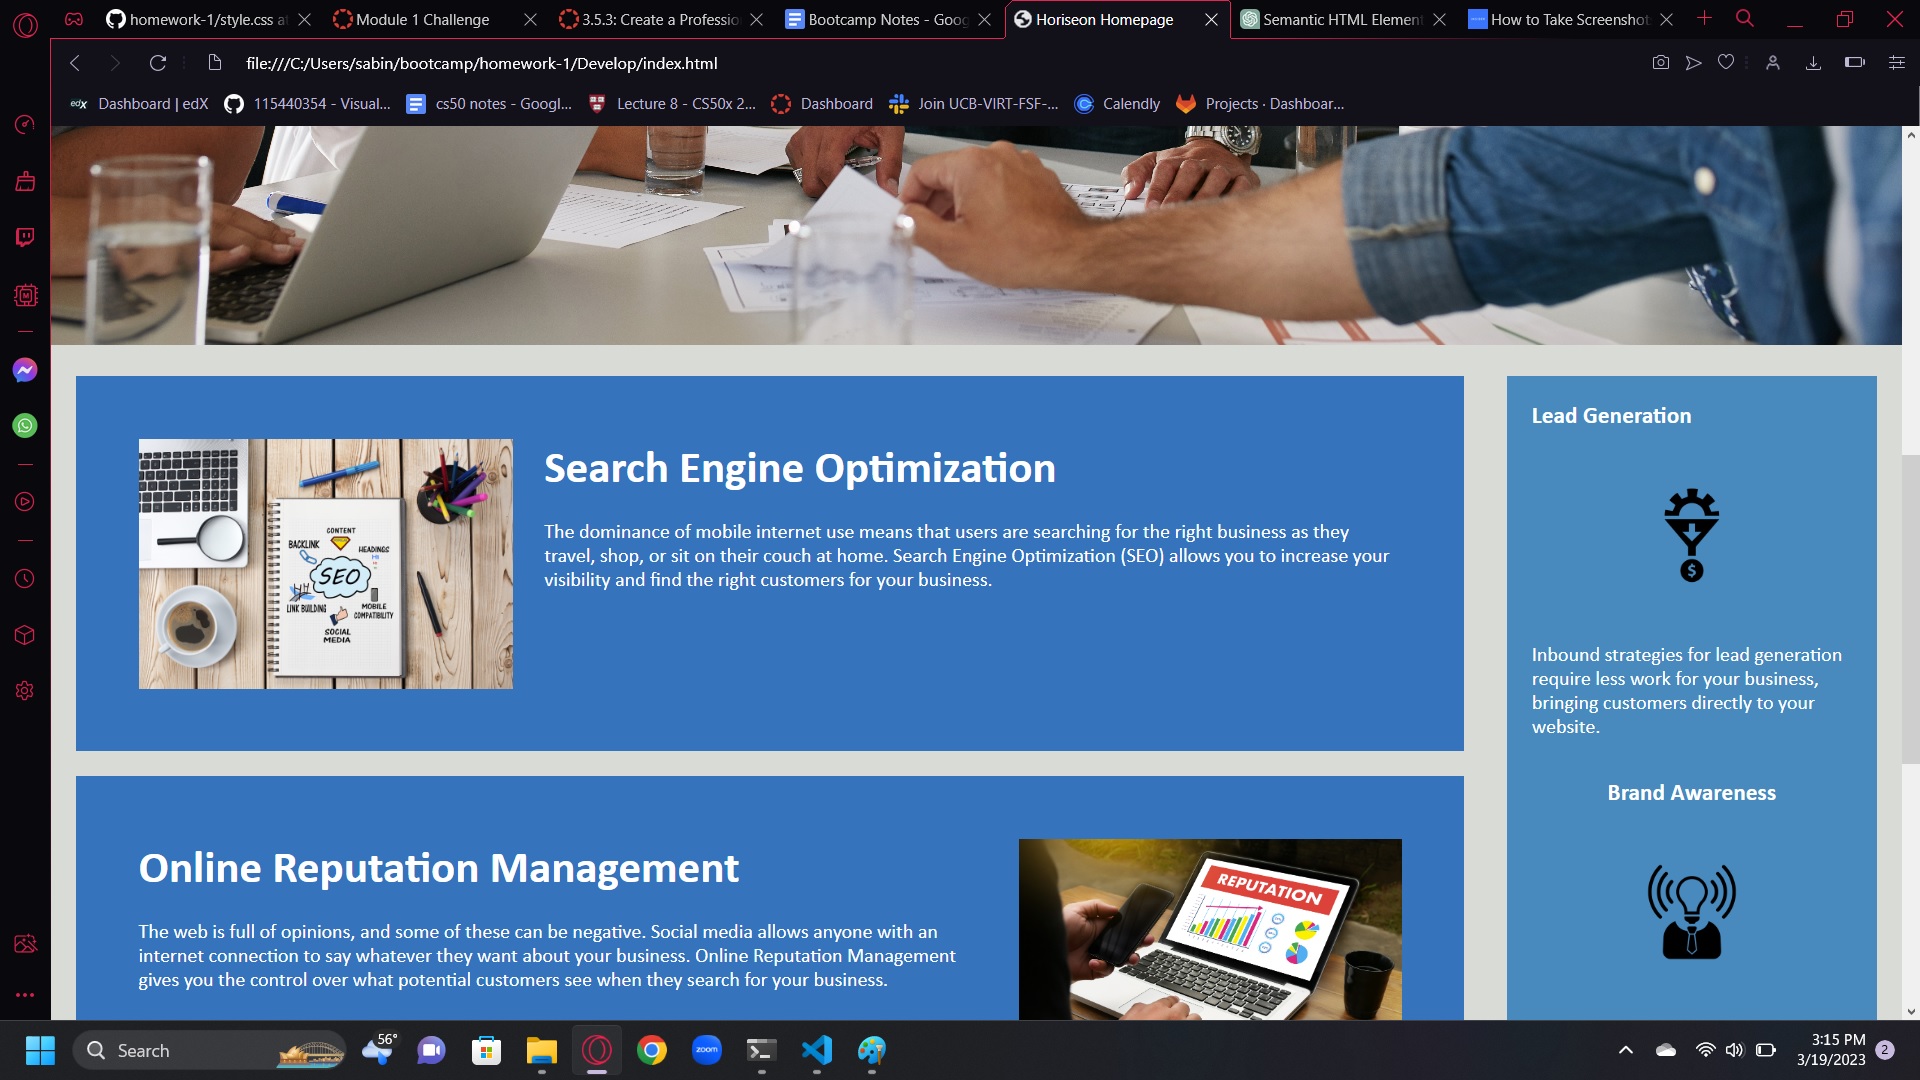 homework-1/style.css at
Module 1 Challenge
3.5.3: Create a Professio
Bootcamp Notes - Goog
Horiseon Homepage
Semantic HTML Element
How to Take Screenshot
file:///C:/Users/sabin/bootcamp/homework-1/Develop/index.html
edX Dashboard | edX
115440354 - Visual...
cs50 notes - Googl...
Lecture 8 - CS50x 2...
Dashboard
Join UCB-VIRT-FSF-...
Calendly
Projects · Dashboar...
Search Engine Optimization
The dominance of mobile internet use means that users are searching for the right business as they
travel, shop, or sit on their couch at home. Search Engine Optimization (SEO) allows you to increase your
visibility and find the right customers for your business.
CONTENT
BACKLINK
HEADINGS
SEO
LINK BUILDING
MOBILE
COMPATIBILITY
SOCIAL
MEDIA
Online Reputation Management
The web is full of opinions, and some of these can be negative. Social media allows anyone with an
internet connection to say whatever they want about your business. Online Reputation Management
gives you the control over what potential customers see when they search for your business.
REPUTATION
Lead Generation
$
Inbound strategies for lead generation
require less work for your business,
bringing customers directly to your
website.
Brand Awareness
Search
56°
zoom
3:15 PM
3/19/2023
2